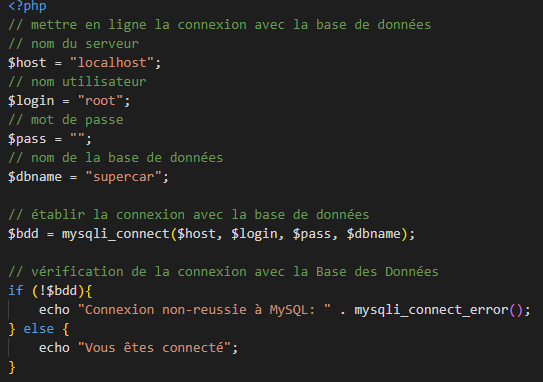 <?php
// mettre en ligne la connexion avec la base de données
// nom du serveur
$host = "localhost";
// nom utilisateur
$login = "root";
// mot de passe
$pass = "";
// nom de la base de données
$dbname = "supercar";

// établir la connexion avec la base de données
$bdd = mysqli_connect($host, $login, $pass, $dbname);

// vérification de la connexion avec la Base des Données
if (!$bdd){
    echo "Connexion non-reussie à MySQL: " . mysqli_connect_error();
} else {
    echo "Vous êtes connecté";
}